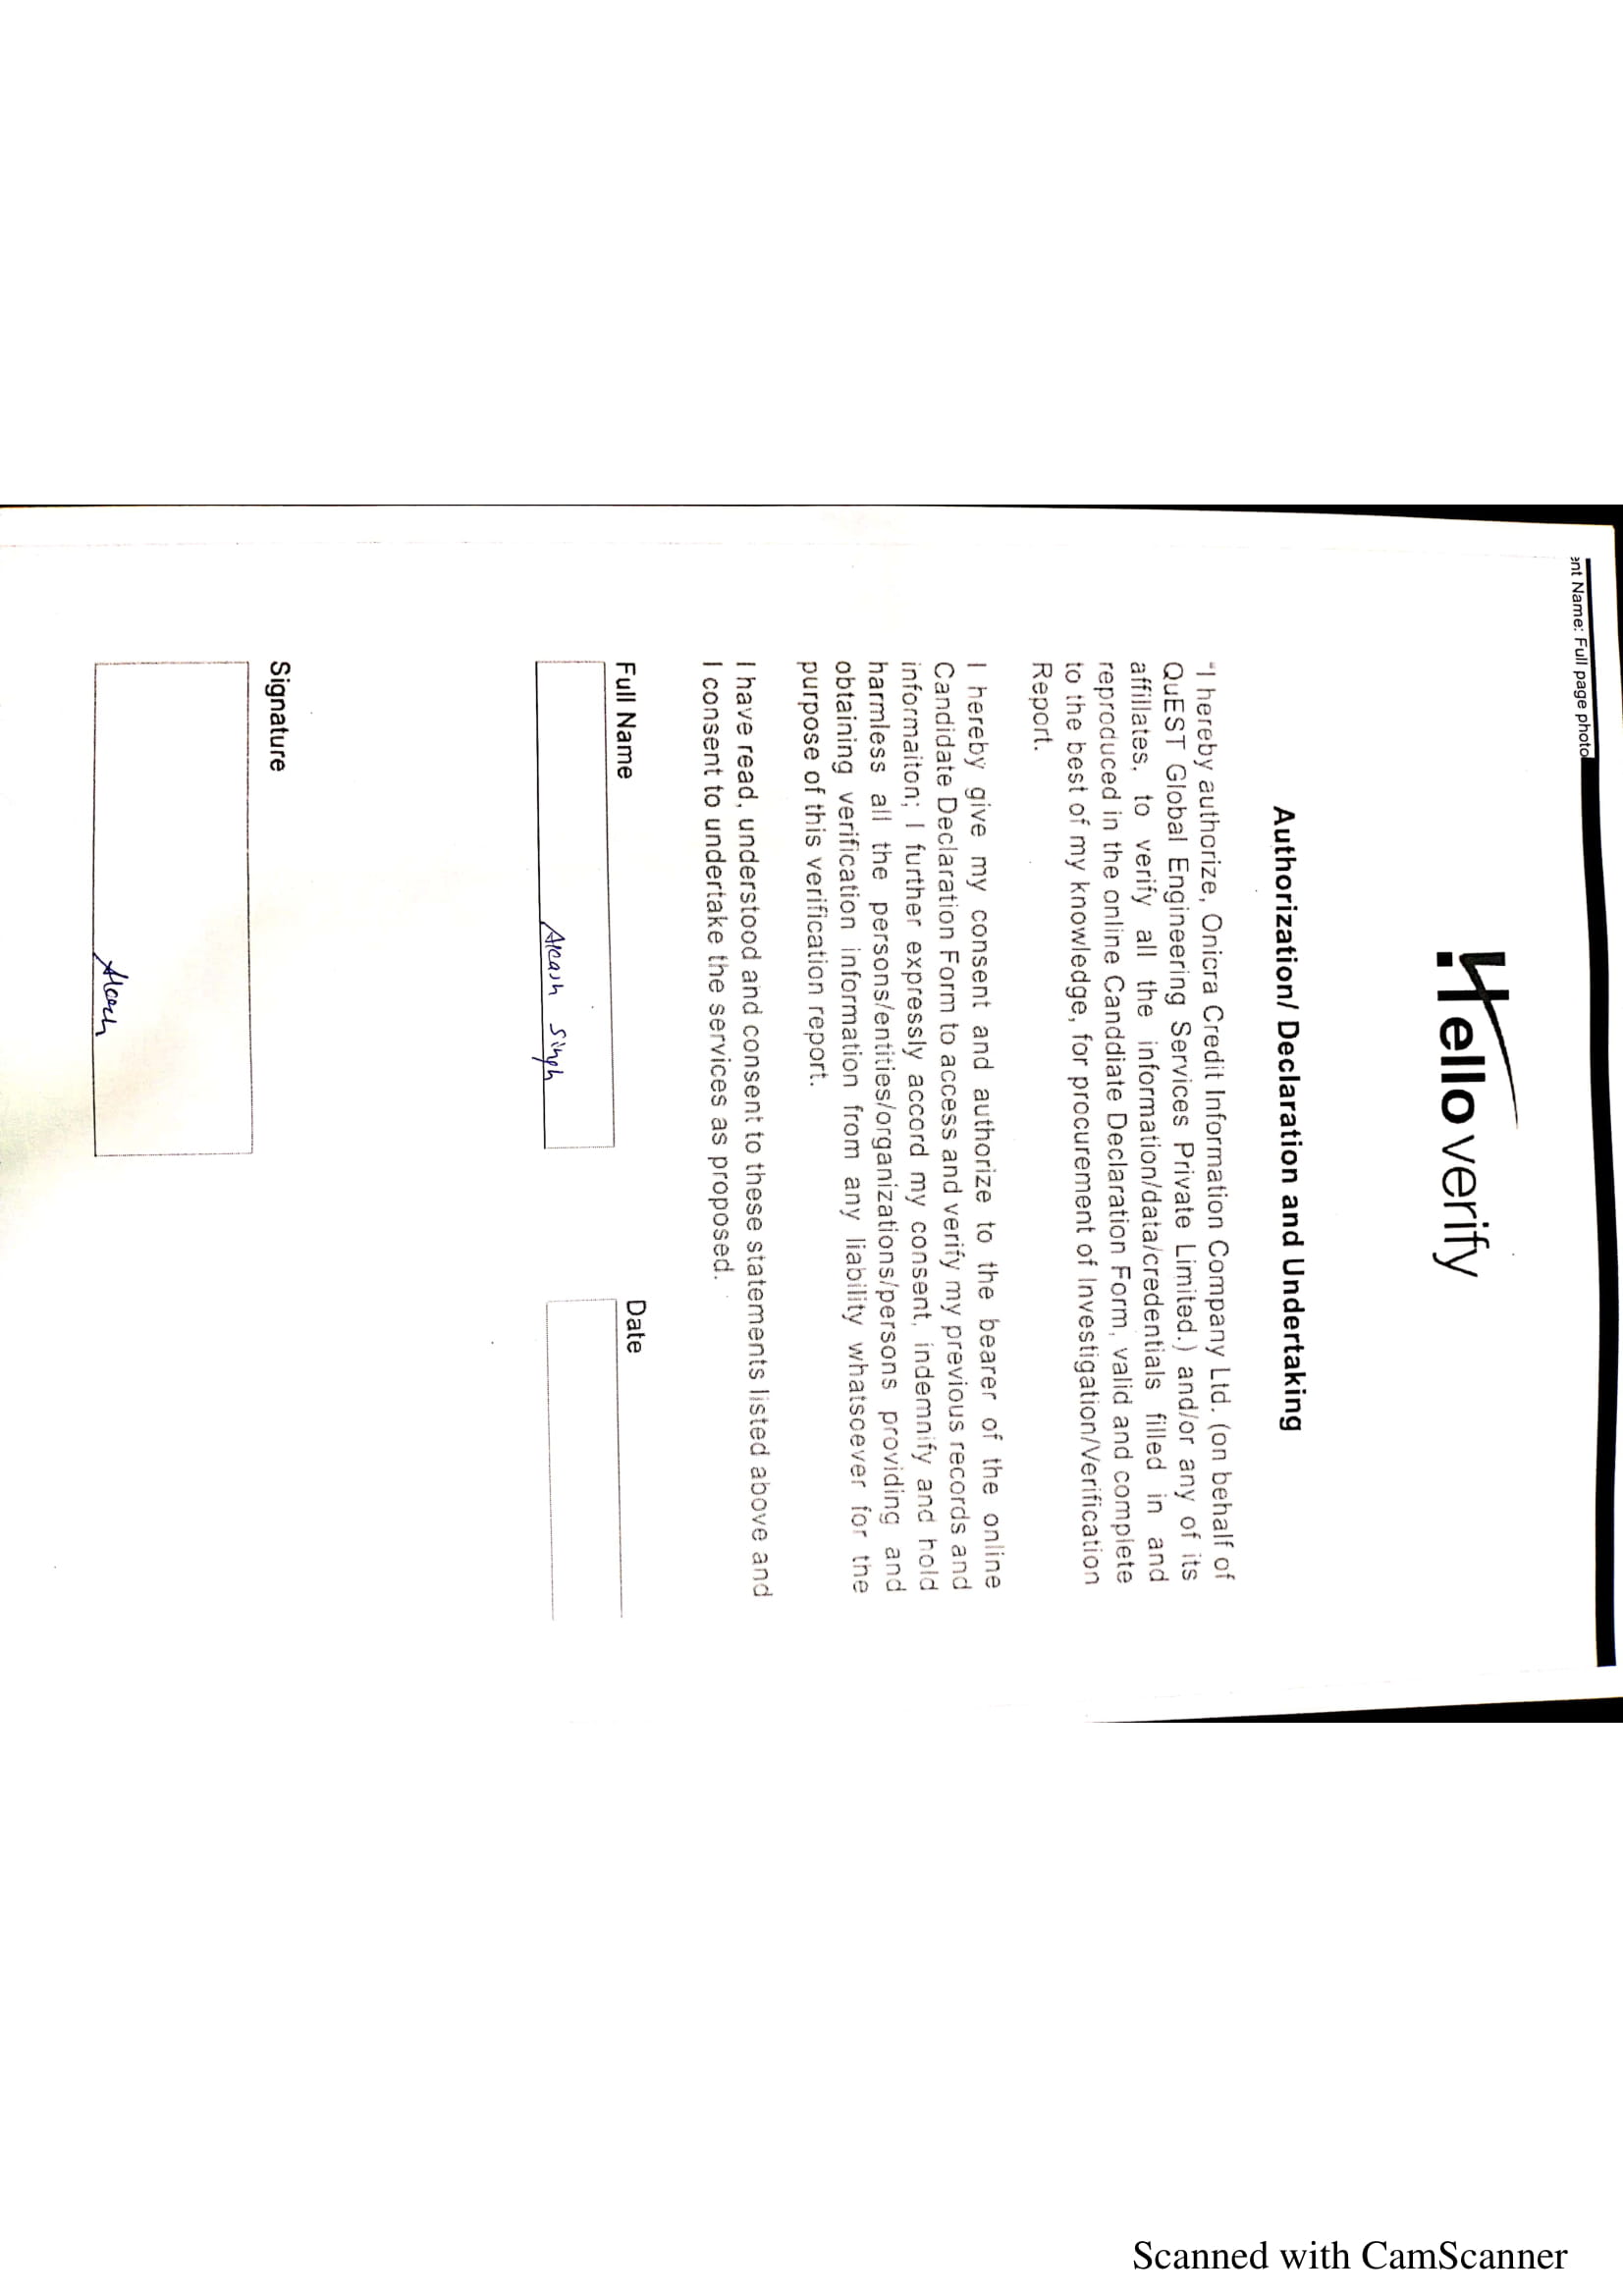 ent Name: Full page photo
Hello verify
Authorization/ Declaration and Undertaking
"I hereby authorize, Onicra Credit Information Company Ltd. (on behalf of
QuEST Global Engineering Services Private Limited.) and/or any of its
affiliates, to verify all the information/data/credentials filled in and
reproduced in the online Canddiate Declaration Form, valid and complete
to the best of my knowledge, for procurement of Investigation/Verification
Report.
I hereby give my consent and authorize to the bearer of the online
Candidate Declaration Form to access and verify my previous records and
informaiton; I further expressly accord my consent, indemnify and hold
harmless all the persons/entities/organizations/persons providing and
obtaining verification information from any liability whatsoever for the
purpose of this verification report.
I have read, understood and consent to these statements listed above and
I consent to undertake the services as proposed.
Full Name Date
Akash Singh
Signature
Akash
Scanned with CamScanner